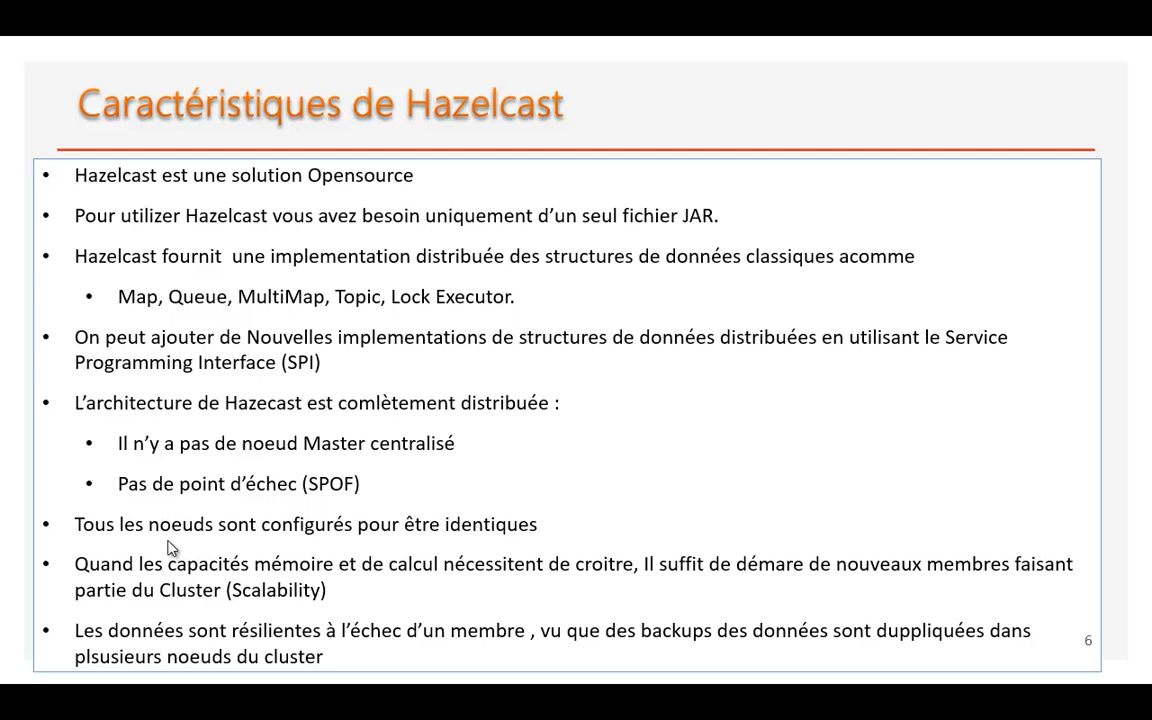 Caractéristiques de Hazelcast
• Hazelcast est une solution Opensource
• Pour utilizer Hazelcast vous avez besoin uniquement d’un seul fichier JAR.
• Hazelcast fournit  une implementation distribuée des structures de données classiques acomme
• Map, Queue, MultiMap, Topic, Lock Executor.
• On peut ajouter de Nouvelles implementations de structures de données distribuées en utilisant le Service
Programming Interface (SPI)
• L’architecture de Hazecast est comlètement distribuée :
• Il n’y a pas de noeud Master centralisé
• Pas de point d’échec (SPOF)
• Tous les noeuds sont configurés pour être identiques
• Quand les capacités mémoire et de calcul nécessitent de croitre, Il suffit de démare de nouveaux membres faisant
partie du Cluster (Scalability)
• Les données sont résilientes à l’échec d’un membre , vu que des backups des données sont duppliquées dans
plsusieurs noeuds du cluster
6